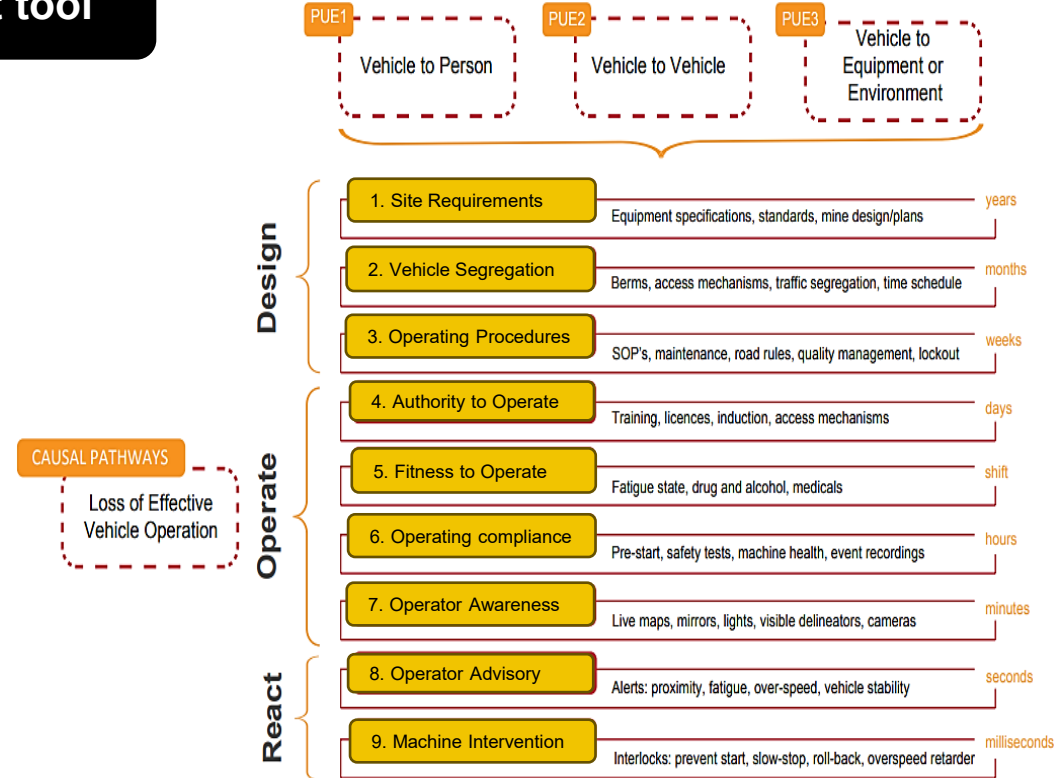 t tool
PUE1
Vehicle to Person
PUE2
Vehicle to Vehicle
PUE3
Vehicle to
Equipment or
Environment
Design
1. Site Requirements
Equipment specifications, standards, mine design/plans
years
2. Vehicle Segregation
Berms, access mechanisms, traffic segregation, time schedule
months
3. Operating Procedures
SOP's, maintenance, road rules, quality management, lockout
weeks
CAUSAL PATHWAYS
Loss of Effective
Vehicle Operation
Operate
4. Authority to Operate
Training, licences, induction, access mechanisms
days
5. Fitness to Operate
Fatigue state, drug and alcohol, medicals
shift
6. Operating compliance
Pre-start, safety tests, machine health, event recordings
hours
7. Operator Awareness
Live maps, mirrors, lights, visible delineators, cameras
minutes
React
8. Operator Advisory
Alerts: proximity, fatigue, over-speed, vehicle stability
seconds
9. Machine Intervention
Interlocks: prevent start, slow-stop, roll-back, overspeed retarder
milliseconds